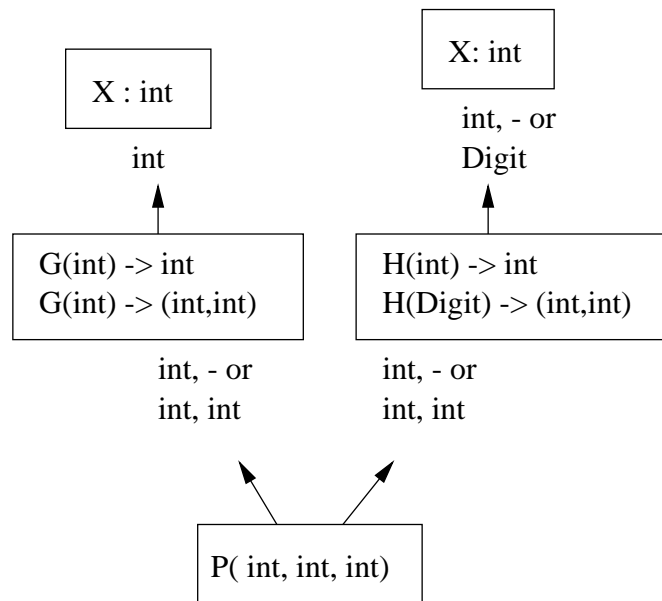 X : int
X: int
int
int, - or
Digit
G(int) -> int
G(int) -> (int,int)
H(int) -> int
H(Digit) -> (int,int)
int, - or
int, int
int, - or
int, int
P( int, int, int)